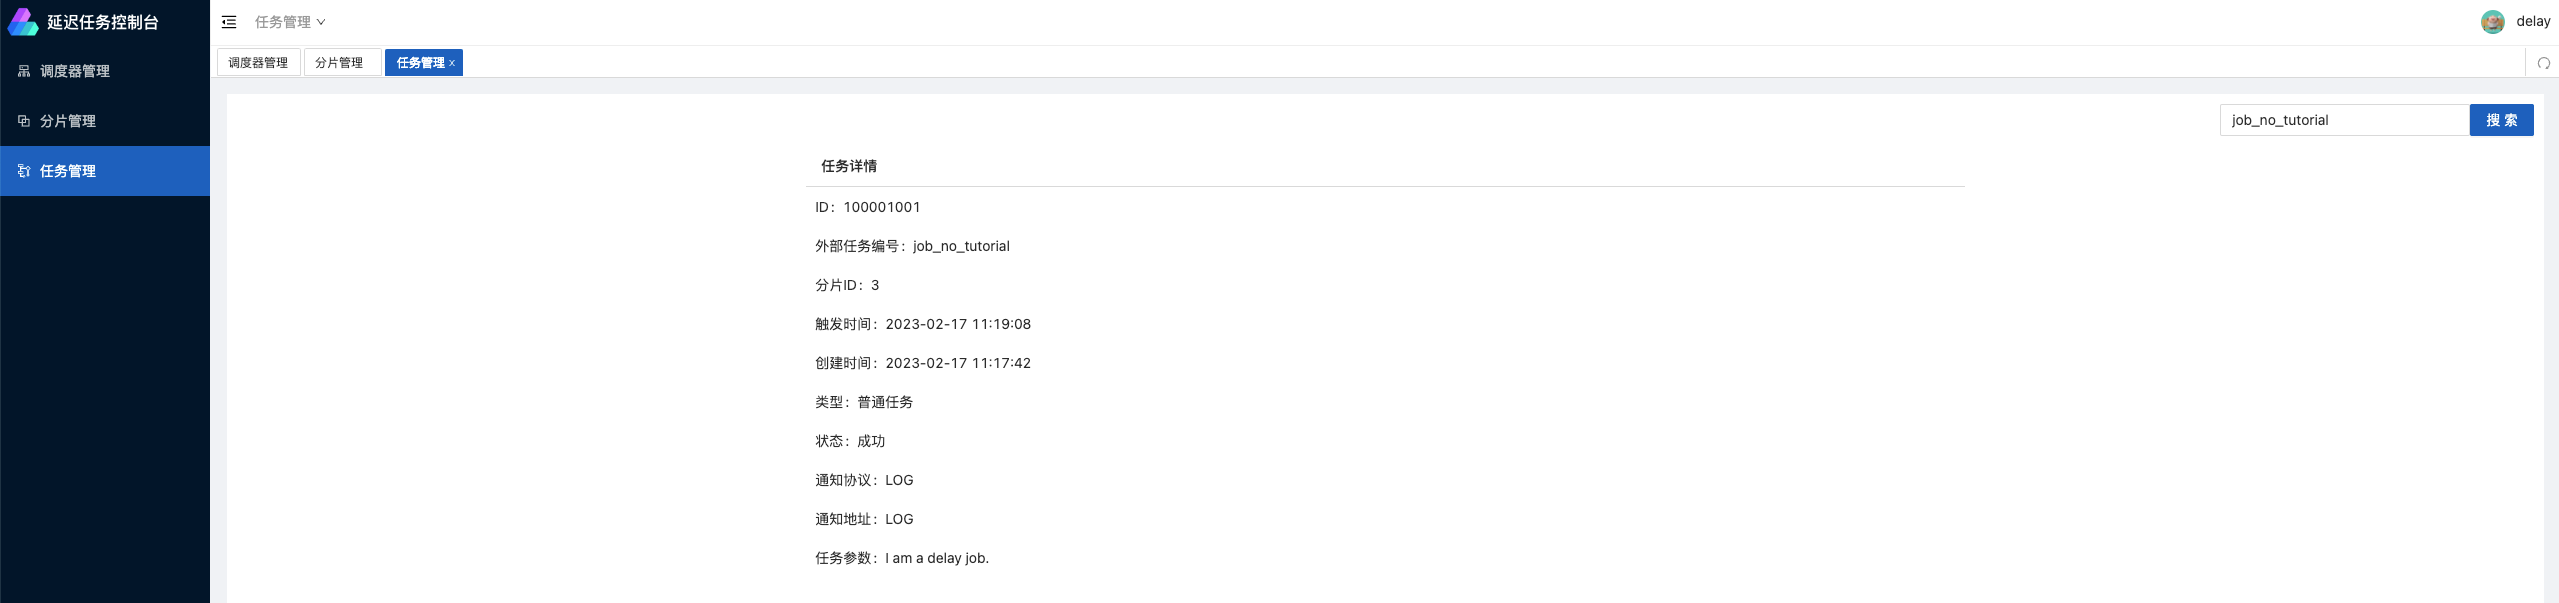 延迟任务控制台
任务管理
delay
调度器管理
分片管理
任务管理
调度器管理
分片管理
任务管理 x
job_no_tutorial
搜 索
任务详情
ID：100001001
外部任务编号：job_no_tutorial
分片ID：3
触发时间：2023-02-17 11:19:08
创建时间：2023-02-17 11:17:42
类型：普通任务
状态：成功
通知协议：LOG
通知地址：LOG
任务参数：I am a delay job.